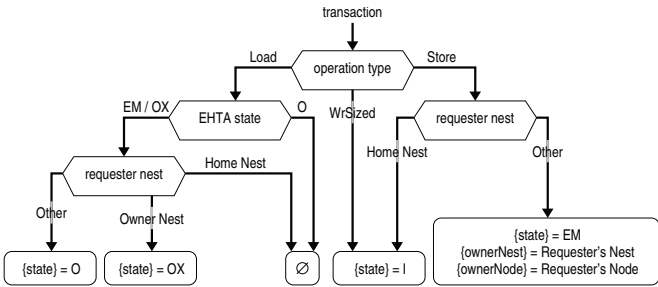 transaction
operation type
Load
Store
EM / OX
EHTA state
O
WrSized
requester nest
Home Nest
Other
requester nest
Home Nest
Other
Owner Nest
{state} = O
{state} = OX
∅
{state} = I
{state} = EM
{ownerNest} = Requester's Nest
{ownerNode} = Requester's Node